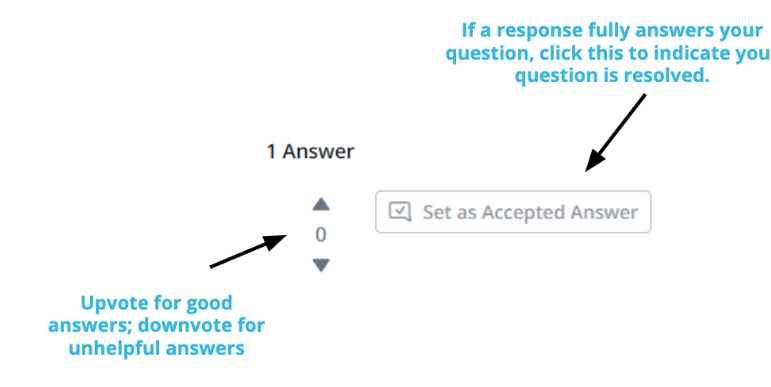 If a response fully answers your
question, click this to indicate you
question is resolved.
1 Answer
0
Set as Accepted Answer
Upvote for good
answers; downvote for
unhelpful answers